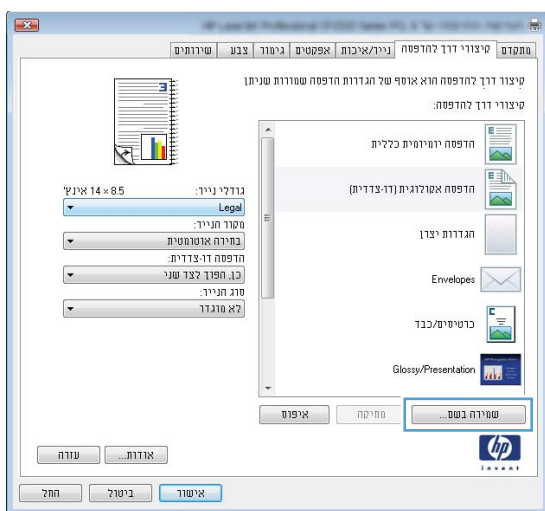 מתקדם
קיצורי דרך להדפסה
נייר/איכות
אפקטים
גימור
צבע
שירותים
קיצור דרך להדפסה הוא אוסף של הגדרות הדפסה שמורות שניתן
קיצורי דרך להדפסה:
הדפסה יומיומית כללית
הדפסה אקולוגית (דו-צדדית)
הגדרות יצרן
Envelopes
כרטיסים/כבד
Glossy/Presentation
שמירה בשם...
מחיקה
איפוס
גודלי נייר:
8.5 × 14 אינץ'
Legal
מקור הנייר:
בחירה אוטומטית
הדפסה דו-צדדית:
כן, הפוך לצד שני
סוג הנייר:
לא מוגדר
hp
invent
אודות...
עזרה
אישור
ביטול
החל